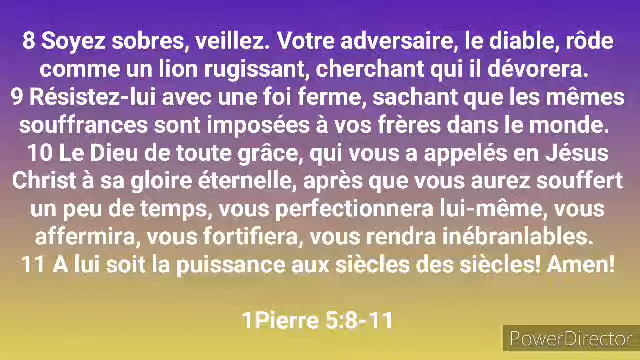 8 Soyez sobres, veillez. Votre adversaire, le diable, rôde
comme un lion rugissant, cherchant qui il dévorera.
9 Résistez-lui avec une foi ferme, sachant que les mêmes
souffrances sont imposées à vos frères dans le monde.
10 Le Dieu de toute grâce, qui vous a appelés en Jésus
Christ à sa gloire éternelle, après que vous aurez souffert
un peu de temps, vous perfectionnera lui-même, vous
affermira, vous fortifiera, vous rendra inébranlables.
11 A lui soit la puissance aux siècles des siècles! Amen!
1Pierre 5:8-11
PowerDirector